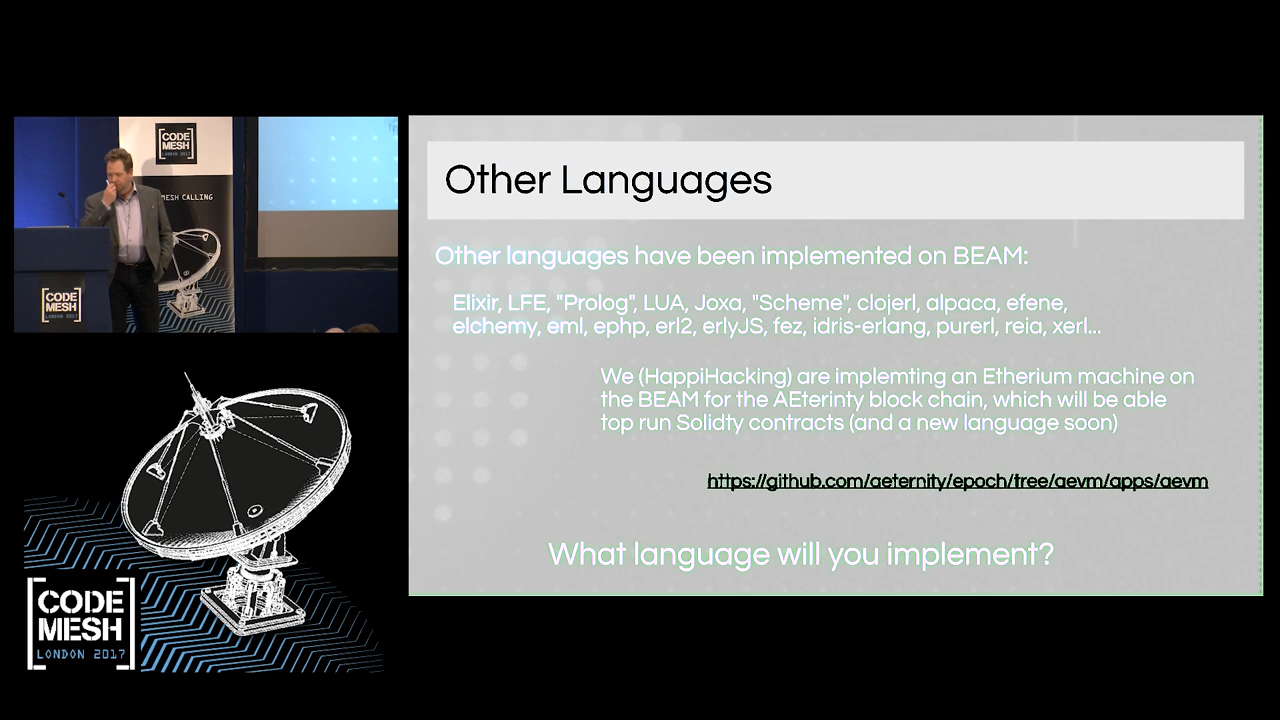 CODE
MESH
LONDON 2017
MESH CALLING
CODE
MESH
LONDON 2017
Other Languages
Other languages have been implemented on BEAM:
Elixir, LFE, "Prolog", LUA, Joxa, "Scheme", clojerl, alpaca, efene,
elchemy, eml, ephp, erl2, erlyJS, fez, idris-erlang, purerl, reia, xerl...
We (HappiHacking) are implemting an Etherium machine on
the BEAM for the AEterinty block chain, which will be able
top run Solidty contracts (and a new language soon)
https://github.com/aeternity/epoch/tree/aevm/apps/aevm
What language will you implement?
CODE
MESH
LONDON 2017